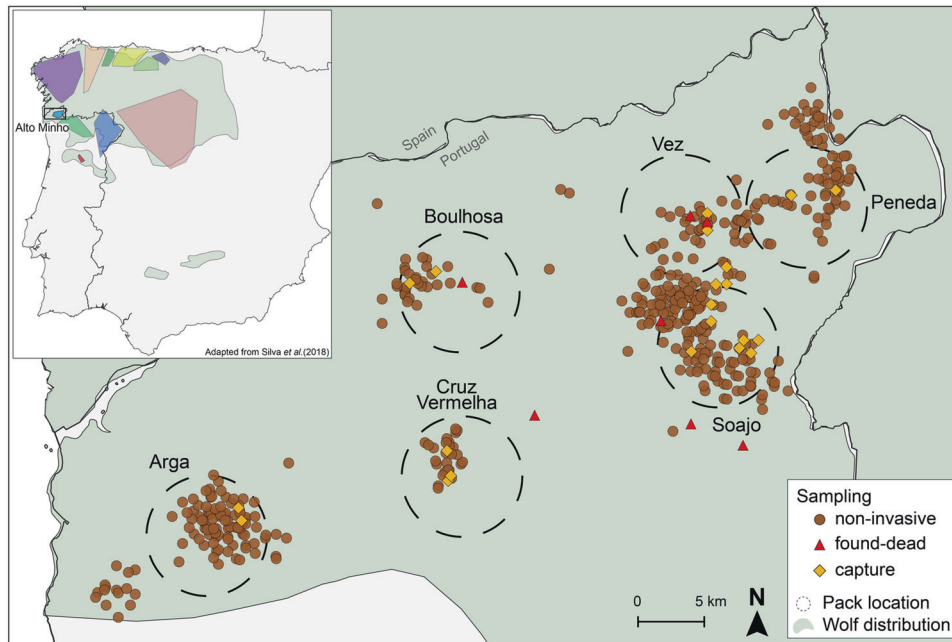 Alto Minho
Adapted from Silva et al.(2018)
Spain
Portugal
Vez
Peneda
Boulhosa
Cruz
Vermelha
Soajo
Arga
Sampling
non-invasive
found-dead
capture
Pack location
Wolf distribution
0 5 km
N